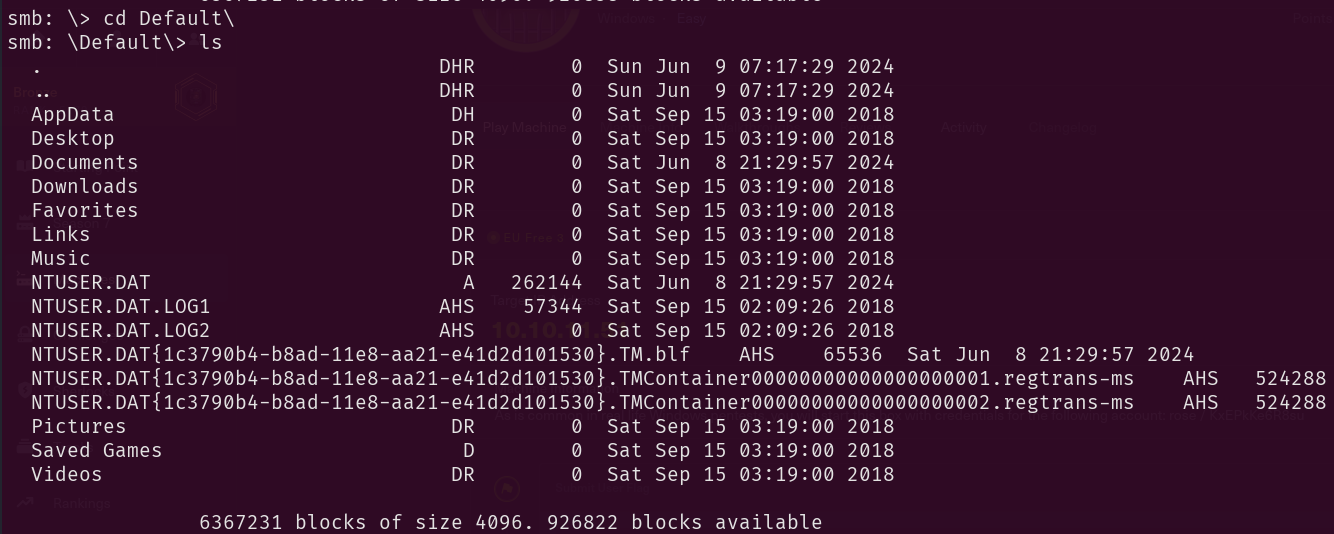 smb: \> cd Default\
Windows Easy
smb: \Default\> ls
. DHR 0 Sun Jun 9 07:17:29 2024
.. DHR 0 Sun Jun 9 07:17:29 2024
AppData DH 0 Sat Sep 15 03:19:00 2018
Desktop DR 0 Sat Sep 15 03:19:00 2018
Play Machine Activity Changelog
Documents DR 0 Sat Jun 8 21:29:57 2024
Downloads DR 0 Sat Sep 15 03:19:00 2018
Favorites DR 0 Sat Sep 15 03:19:00 2018
Links DR 0 Sat Sep 15 03:19:00 2018
Music DR 0 Sat Sep 15 03:19:00 2018
NTUSER.DAT A 262144 Sat Jun 8 21:29:57 2024
NTUSER.DAT.LOG1 AHS 57344 Sat Sep 15 02:09:26 2018
NTUSER.DAT.LOG2 AHS 0 Sat Sep 15 02:09:26 2018
NTUSER.DAT{1c3790b4-b8ad-11e8-aa21-e41d2d101530}.TM.blf AHS 65536 Sat Jun 8 21:29:57 2024
NTUSER.DAT{1c3790b4-b8ad-11e8-aa21-e41d2d101530}.TMContainer00000000000000000001.regtrans-ms AHS 524288
NTUSER.DAT{1c3790b4-b8ad-11e8-aa21-e41d2d101530}.TMContainer00000000000000000002.regtrans-ms AHS 524288
Pictures DR 0 Sat Sep 15 03:19:00 2018
Saved Games D 0 Sat Sep 15 03:19:00 2018
Videos DR 0 Sat Sep 15 03:19:00 2018
Rankings
6367231 blocks of size 4096. 926822 blocks available